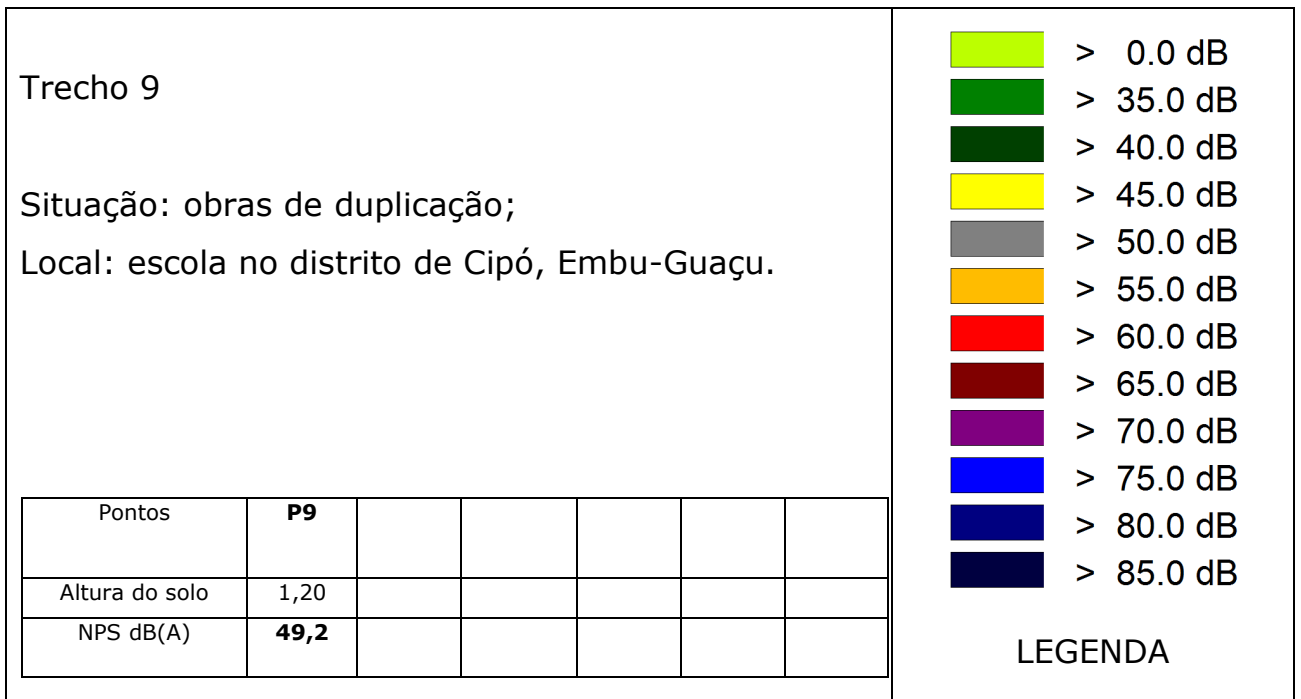 Trecho 9
Situação: obras de duplicação;
Local: escola no distrito de Cipó, Embu-Guaçu.
Pontos P9
Altura do solo 1,20
NPS dB(A) 49,2
> 0.0 dB
> 35.0 dB
> 40.0 dB
> 45.0 dB
> 50.0 dB
> 55.0 dB
> 60.0 dB
> 65.0 dB
> 70.0 dB
> 75.0 dB
> 80.0 dB
> 85.0 dB
LEGENDA